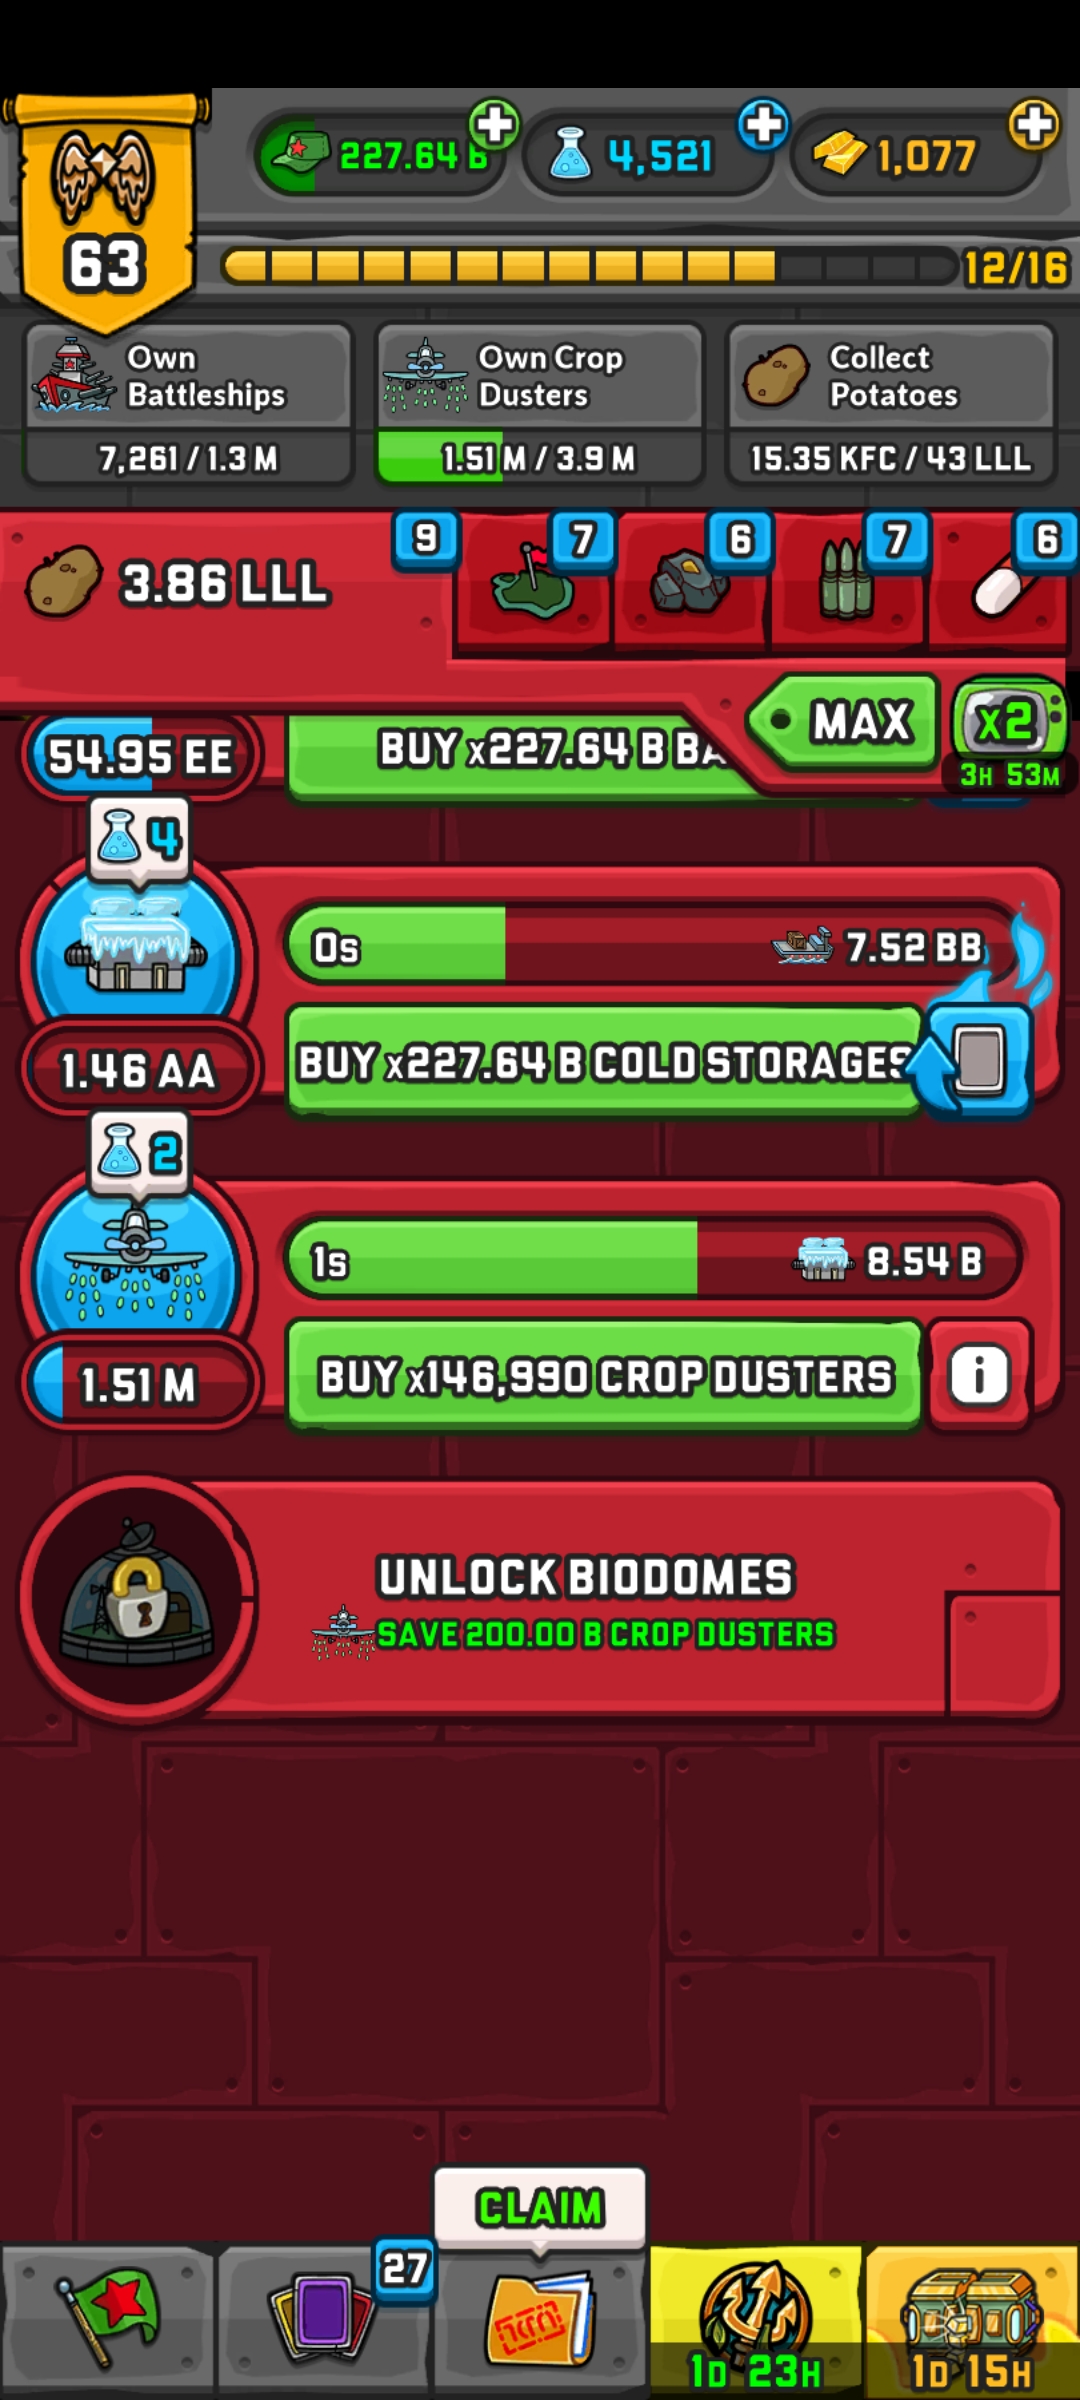 227.64 B
4,521
1,077
63
12/16
Own
Battleships
7,261 / 1.3 M
Own Crop
Dusters
1.51 M / 3.9 M
Collect
Potatoes
15.35 KFC / 43 LLL
3.86 LLL
9
7
6
7
6
MAX
x2
3H 53M
54.95 EE
BUY x227.64 B BA
4
0s
7.52 BB
1.46 AA
BUY x227.64 B COLD STORAGES
2
1s
8.54 B
1.51 M
BUY x146,990 CROP DUSTERS
i
UNLOCK BIODOMES
SAVE 200.00 B CROP DUSTERS
CLAIM
27
1D 23H
1D 15H